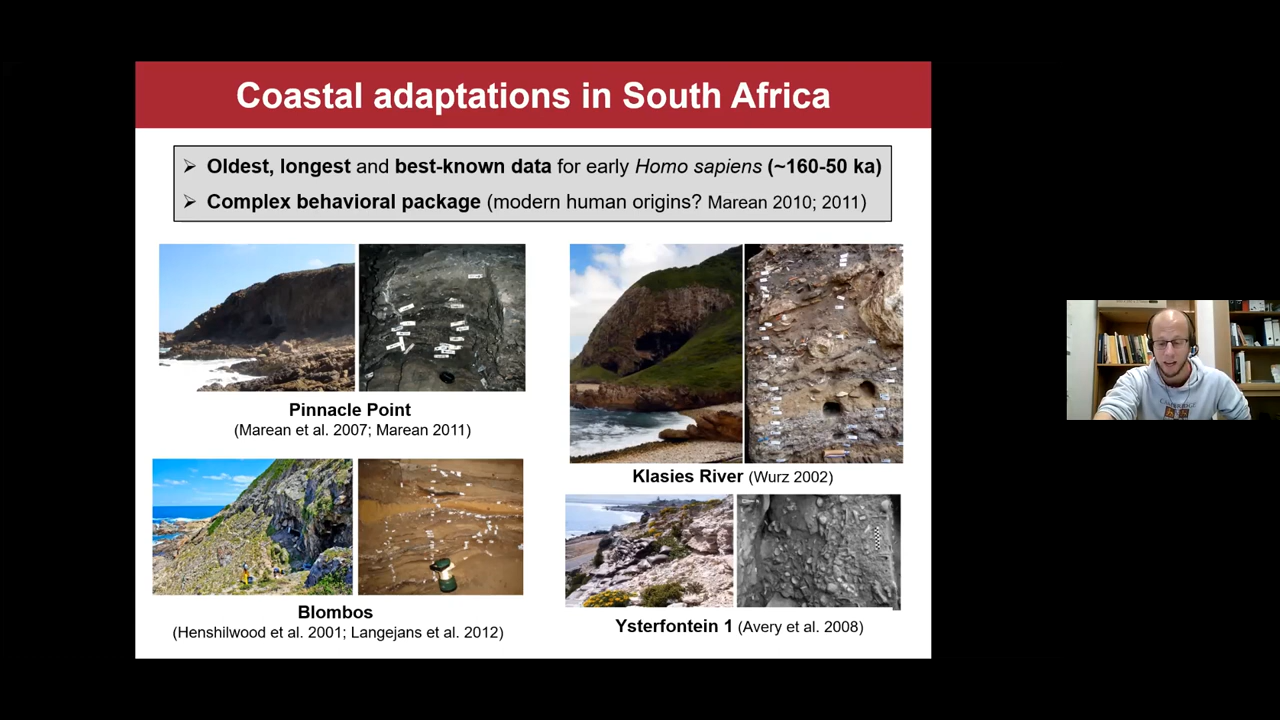 Coastal adaptations in South Africa
➢ Oldest, longest and best-known data for early Homo sapiens (~160-50 ka)
➢ Complex behavioral package (modern human origins? Marean 2010; 2011)
Pinnacle Point
(Marean et al. 2007; Marean 2011)
Klasies River (Wurz 2002)
Blombos
(Henshilwood et al. 2001; Langejans et al. 2012)
Ysterfontein 1 (Avery et al. 2008)
CAMBRIDGE